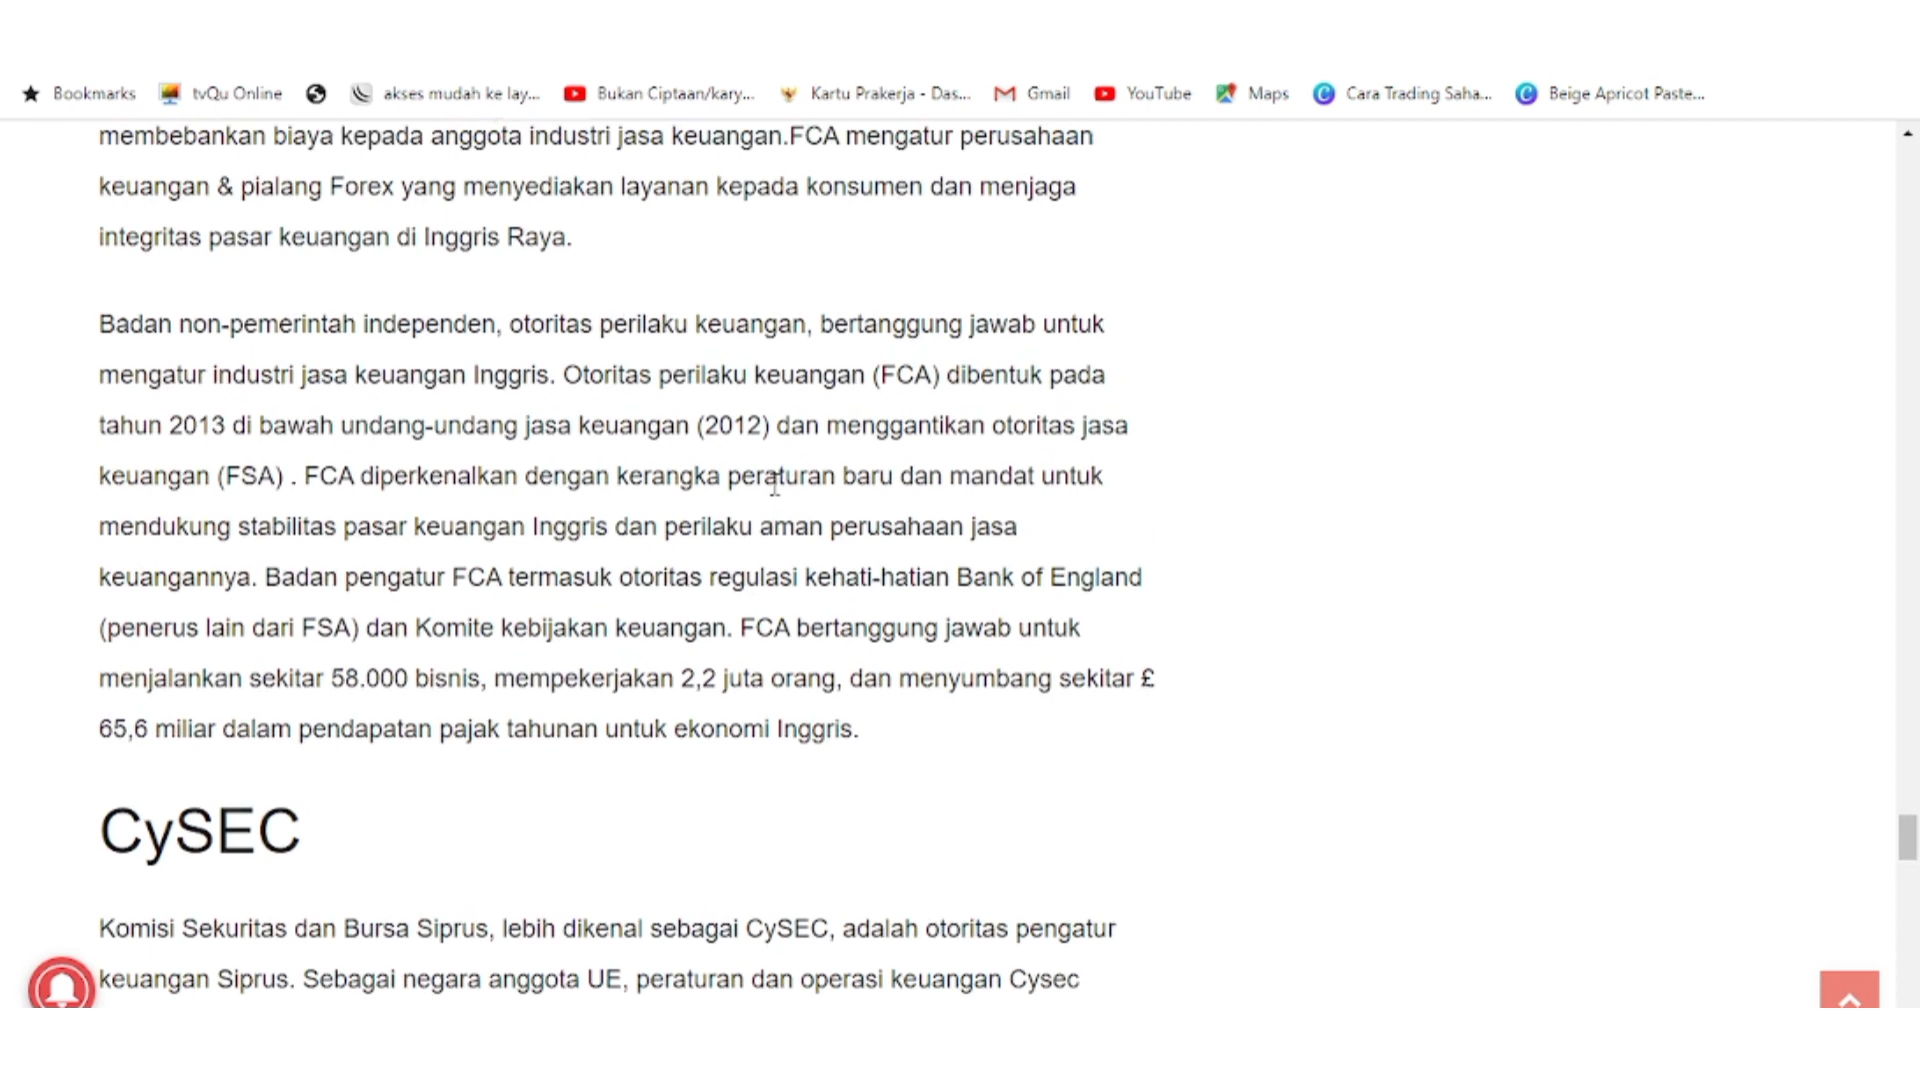 Bookmarks tvQu Online akses mudah ke lay... Bukan Ciptaan/kary... Kartu Prakerja - Das... Gmail YouTube Maps Cara Trading Saha... Beige Apricot Paste...
membebankan biaya kepada anggota industri jasa keuangan.FCA mengatur perusahaan
keuangan & pialang Forex yang menyediakan layanan kepada konsumen dan menjaga
integritas pasar keuangan di Inggris Raya.
Badan non-pemerintah independen, otoritas perilaku keuangan, bertanggung jawab untuk
mengatur industri jasa keuangan Inggris. Otoritas perilaku keuangan (FCA) dibentuk pada
tahun 2013 di bawah undang-undang jasa keuangan (2012) dan menggantikan otoritas jasa
keuangan (FSA) . FCA diperkenalkan dengan kerangka peraturan baru dan mandat untuk
mendukung stabilitas pasar keuangan Inggris dan perilaku aman perusahaan jasa
keuangannya. Badan pengatur FCA termasuk otoritas regulasi kehati-hatian Bank of England
(penerus lain dari FSA) dan Komite kebijakan keuangan. FCA bertanggung jawab untuk
menjalankan sekitar 58.000 bisnis, mempekerjakan 2,2 juta orang, dan menyumbang sekitar £
65,6 miliar dalam pendapatan pajak tahunan untuk ekonomi Inggris.
CySEC
Komisi Sekuritas dan Bursa Siprus, lebih dikenal sebagai CySEC, adalah otoritas pengatur
keuangan Siprus. Sebagai negara anggota UE, peraturan dan operasi keuangan Cysec